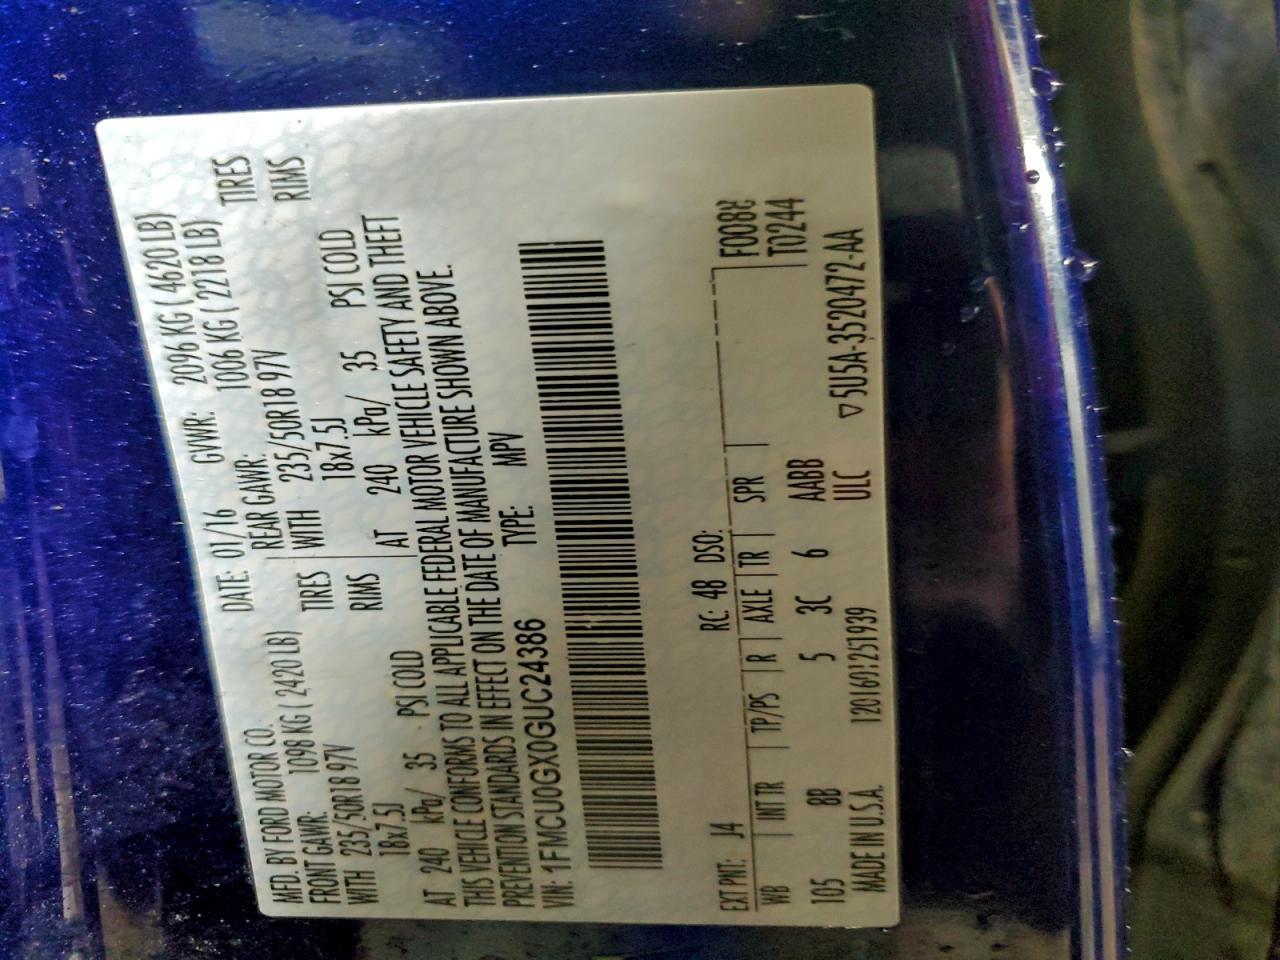 MFD. BY FORD MOTOR CO. DATE: 01/16 GVWR: 2096 KG ( 4620 LB)
FRONT GAWR: 1098 KG ( 2420 LB) REAR GAWR: 1006 KG ( 2218 LB)
WITH 235/50R18 97V TIRES WITH 235/50R18 97V TIRES
18x7.5J RIMS 18x7.5J RIMS
AT 240 kPa/ 35 PSI COLD AT 240 kPa/ 35 PSI COLD
THIS VEHICLE CONFORMS TO ALL APPLICABLE FEDERAL MOTOR VEHICLE SAFETY AND THEFT
PREVENTION STANDARDS IN EFFECT ON THE DATE OF MANUFACTURE SHOWN ABOVE.
VIN: 1FMCU0GX0GUC24386 TYPE: MPV
EXT PNT: J4 RC: 48 DSO: F0088
WB INT TR TP/PS R AXLE TR SPR T0244
105 8B 5 3C 6 AABB
MADE IN U.S.A. 1201601251939 ULC ▽5U5A-3520472-AA